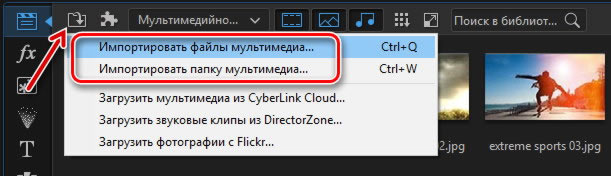 Мультимедийно...
Поиск в библиот...
Импортировать файлы мультимедиа... Ctrl+Q
Импортировать папку мультимедиа... Ctrl+W
Загрузить мультимедиа из CyberLink Cloud...
Загрузить звуковые клипы из DirectorZone...
Загрузить фотографии с Flickr...
fx
T
02.jpg
extreme sports 03.jpg